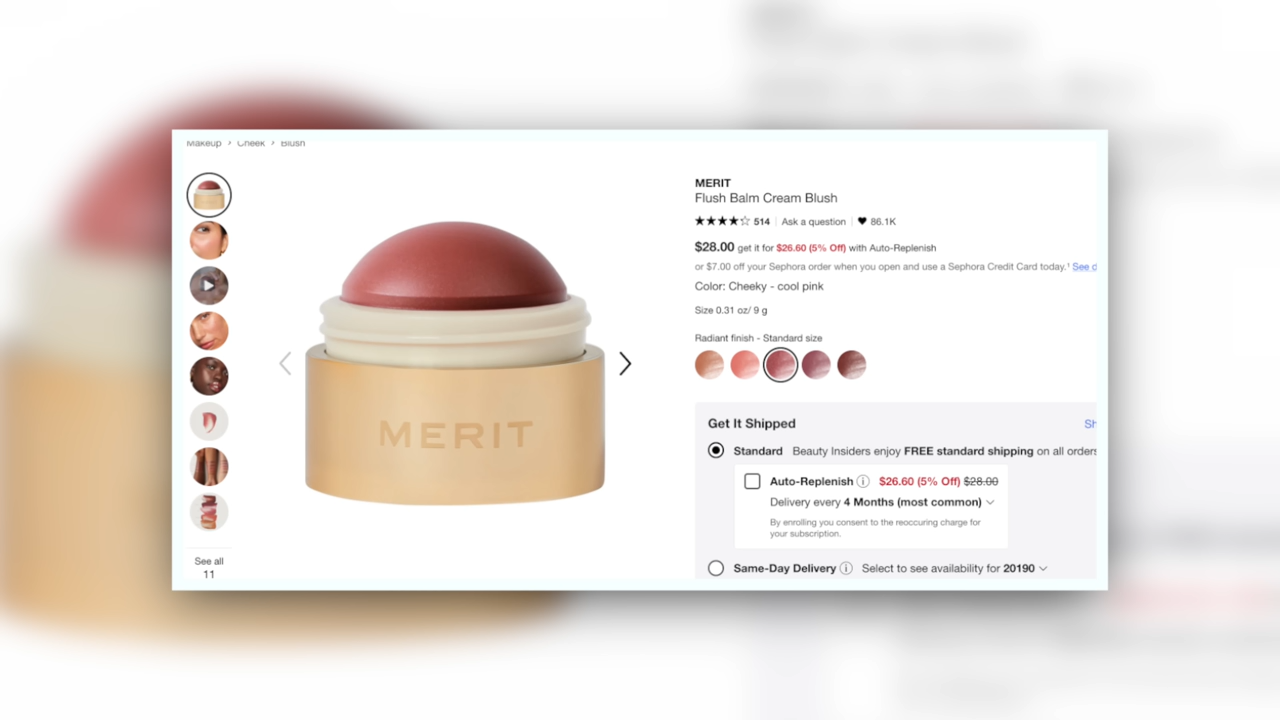 Makeup > Cheek > Blush
MERIT
Flush Balm Cream Blush
514 | Ask a question | 86.1K
$28.00 get it for $26.60 (5% Off) with Auto-Replenish
or $7.00 off your Sephora order when you open and use a Sephora Credit Card today.¹ See d
Color: Cheeky - cool pink
Size 0.31 oz/ 9 g
Radiant finish - Standard size
MERIT
Get It Shipped Sh
Standard Beauty Insiders enjoy FREE standard shipping on all orders
Auto-Replenish $26.60 (5% Off) $28.00
Delivery every 4 Months (most common)
By enrolling you consent to the reoccuring charge for
your subscription.
Same-Day Delivery Select to see availability for 20190
See all
11